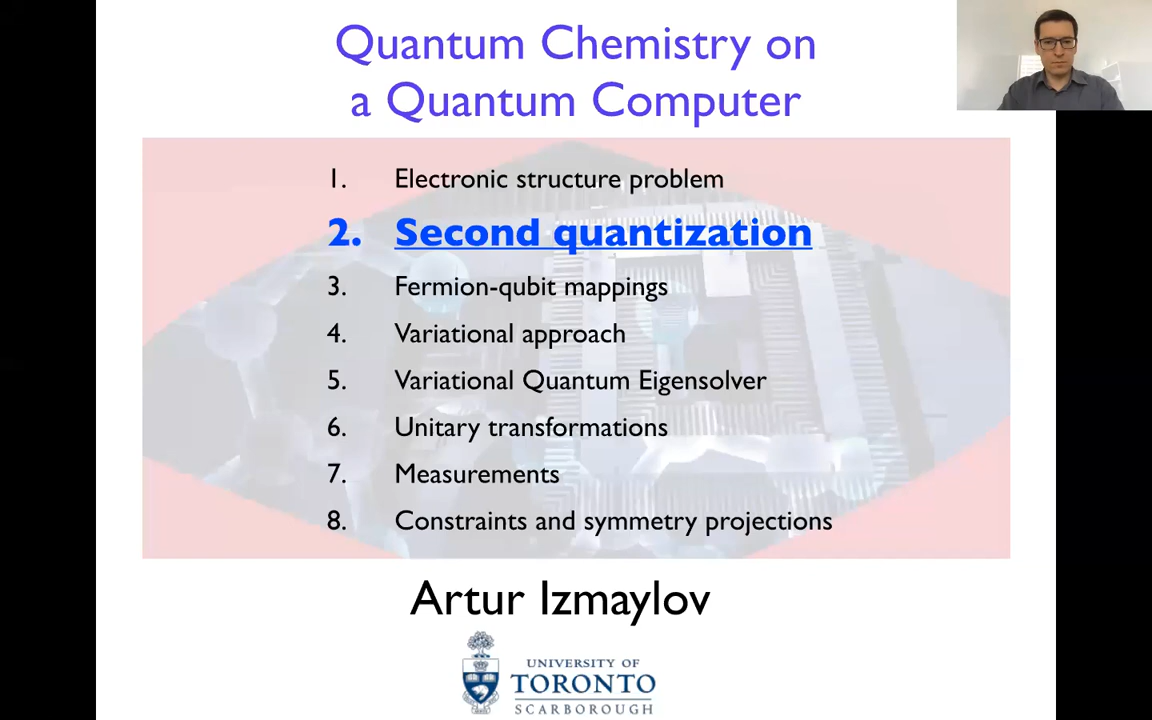 Quantum Chemistry on
a Quantum Computer
1. Electronic structure problem
2. Second quantization
3. Fermion-qubit mappings
4. Variational approach
5. Variational Quantum Eigensolver
6. Unitary transformations
7. Measurements
8. Constraints and symmetry projections
Artur Izmaylov
UNIVERSITY OF
TORONTO
SCARBOROUGH